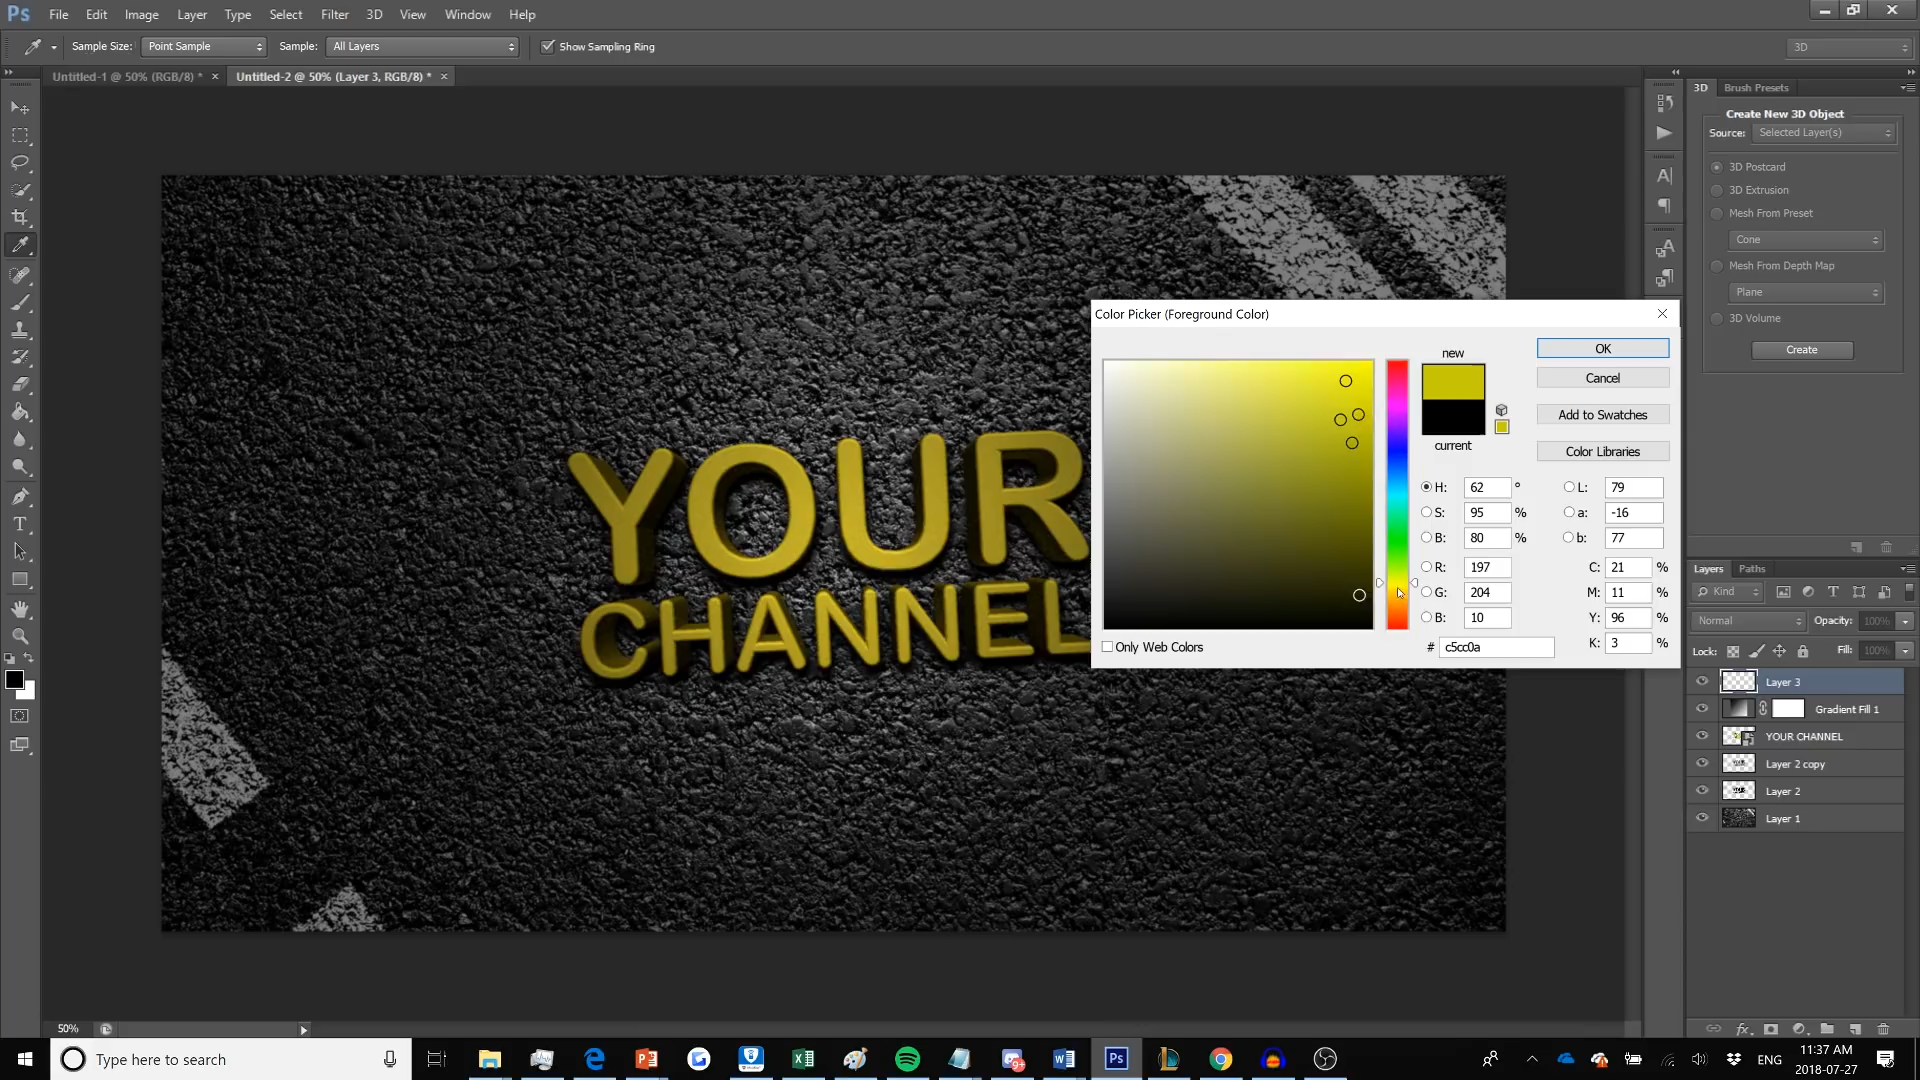 Ps File Edit Image Layer Type Select Filter 3D View Window Help
Sample Size: Point Sample Sample: All Layers Show Sampling Ring 3D
Untitled-1 @ 50% (RGB/8) * × Untitled-2 @ 50% (Layer 3, RGB/8) * ×
3D Brush Presets
Create New 3D Object
Source: Selected Layer(s)
3D Postcard
3D Extrusion
Mesh From Preset
Cone
Mesh From Depth Map
Plane
3D Volume
Create
YOUR
CHANNEL
Color Picker (Foreground Color)
new
current
OK
Cancel
Add to Swatches
Color Libraries
H: 62 ° L: 79
S: 95 % a: -16
B: 80 % b: 77
R: 197 C: 21 %
G: 204 M: 11 %
B: 10 Y: 96 %
# c5cc0a K: 3 %
Only Web Colors
Layers Paths
Kind
Normal Opacity: 100%
Lock: Fill: 100%
Layer 3
Gradient Fill 1
YOUR CHANNEL
Layer 2 copy
Layer 2
Layer 1
50%
Type here to search
ENG
11:37 AM
2018-07-27